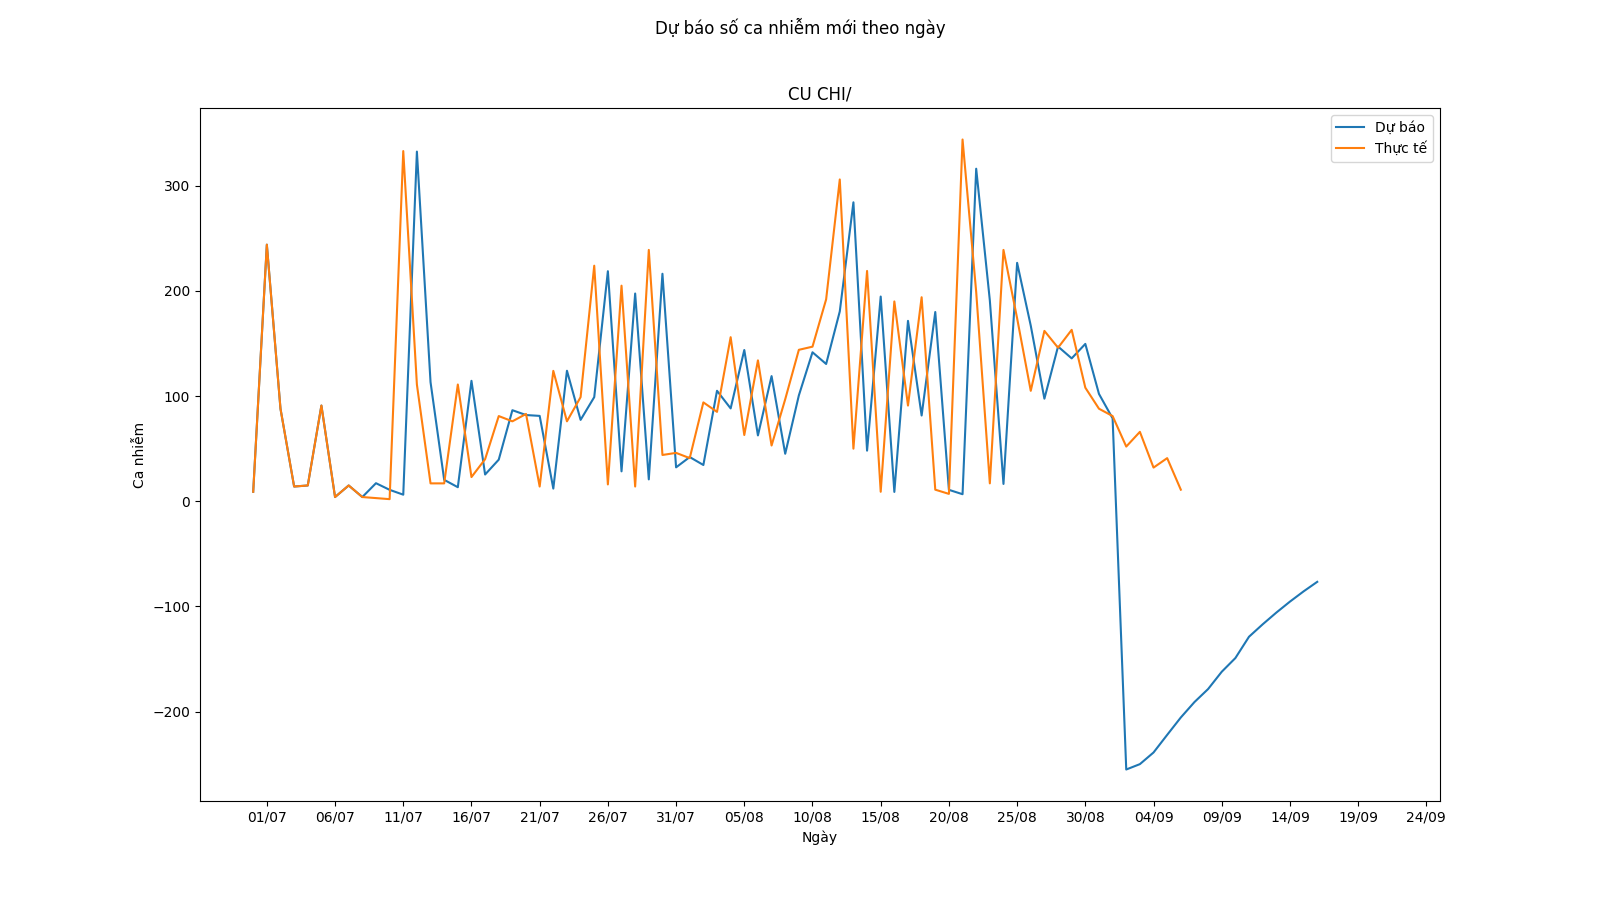 Dự báo số ca nhiễm mới theo ngày
CU CHI/
Dự báo
Thực tế
300
200
100
0
−100
−200
Ca nhiễm
01/07 06/07 11/07 16/07 21/07 26/07 31/07 05/08 10/08 15/08 20/08 25/08 30/08 04/09 09/09 14/09 19/09 24/09
Ngày